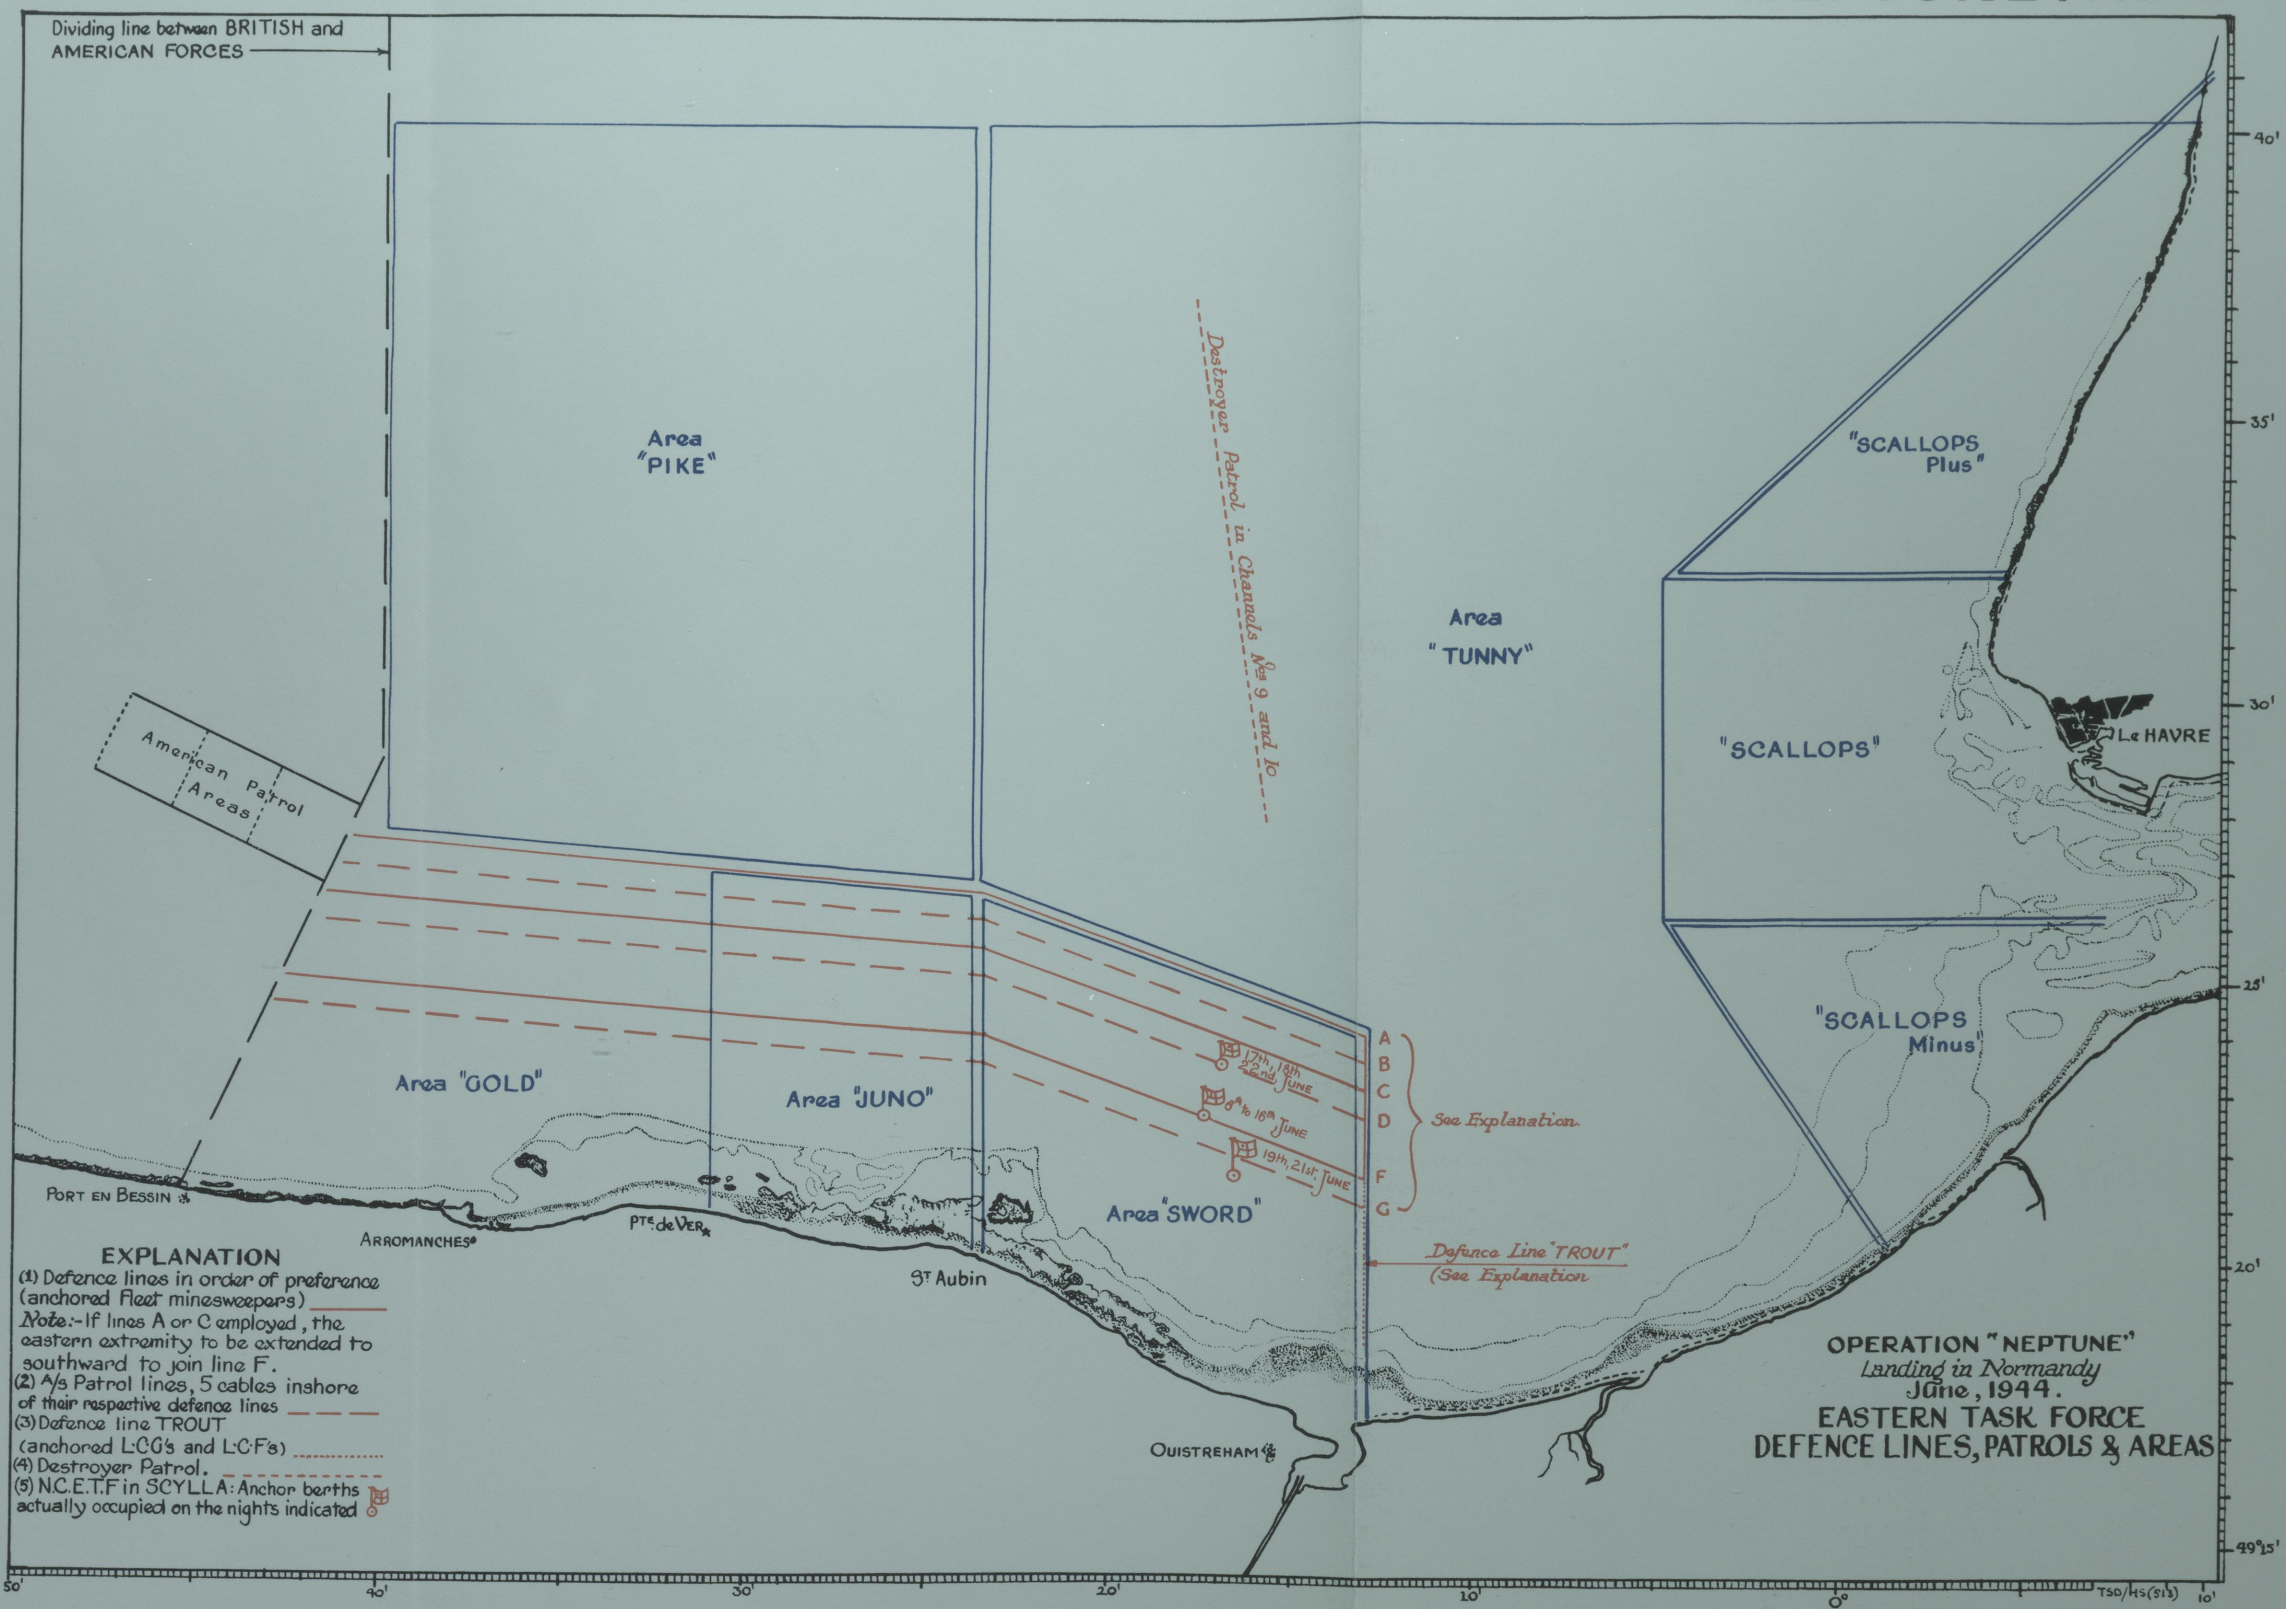 Dividing line between BRITISH and
AMERICAN FORCES
40'
Area
"PIKE"
Destroyer Patrol in Channels Nos 9 and 10
35'
"SCALLOPS
Plus"
Area
"TUNNY"
American Patrol
Areas
"SCALLOPS"
30'
Le HAVRE
25'
"SCALLOPS
Minus"
A
B
C
D
F
G
17th, 18th
22nd, JUNE
8th to 16th, JUNE
19th, 21st, JUNE
See Explanation
Area "GOLD"
Area "JUNO"
Area "SWORD"
PORT EN BESSIN
ARROMANCHES
PTE de VER
ST Aubin
OUISTREHAM
Defence Line "TROUT"
(See Explanation
20'
EXPLANATION
(1) Defence lines in order of preference
(anchored Fleet minesweepers)
Note:- If lines A or C employed, the
eastern extremity to be extended to
southward to join line F.
(2) A/s Patrol lines, 5 cables inshore
of their respective defence lines
(3) Defence line TROUT
(anchored L.C.G's and L.C.F's)
(4) Destroyer Patrol.
(5) N.C.E.T.F in SCYLLA: Anchor berths
actually occupied on the nights indicated
OPERATION "NEPTUNE"
Landing in Normandy
June, 1944.
EASTERN TASK FORCE
DEFENCE LINES, PATROLS & AREAS
49°15'
50'
40'
30'
20'
10'
0°
TSD/HS(513)
10'